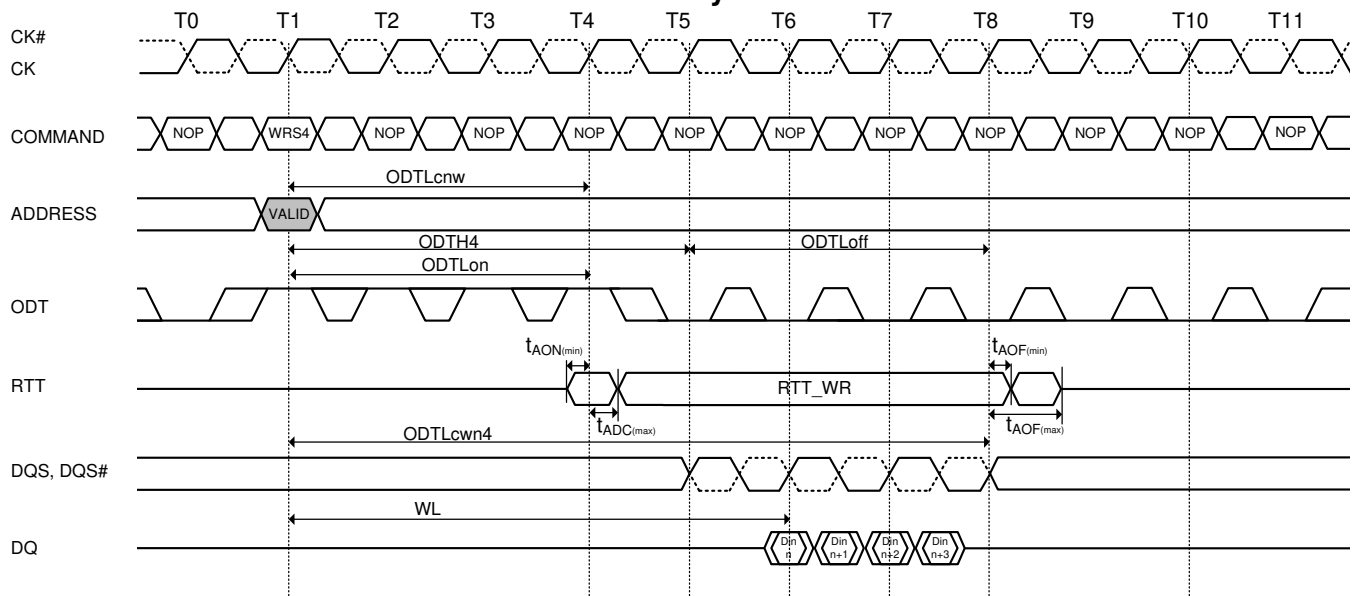 T0 T1 T2 T3 T4 T5 T6 T7 T8 T9 T10 T11
CK#
CK
COMMAND NOP WRS4 NOP NOP NOP NOP NOP NOP NOP NOP NOP NOP
ODTLcnw
ADDRESS VALID
ODTH4 ODTLoff
ODTLon
ODT
tAON(min) tAOF(min)
RTT RTT_WR
tADC(max) tAOF(max)
ODTLcwn4
DQS, DQS#
WL
DQ Din n Din n+1 Din n+2 Din n+3